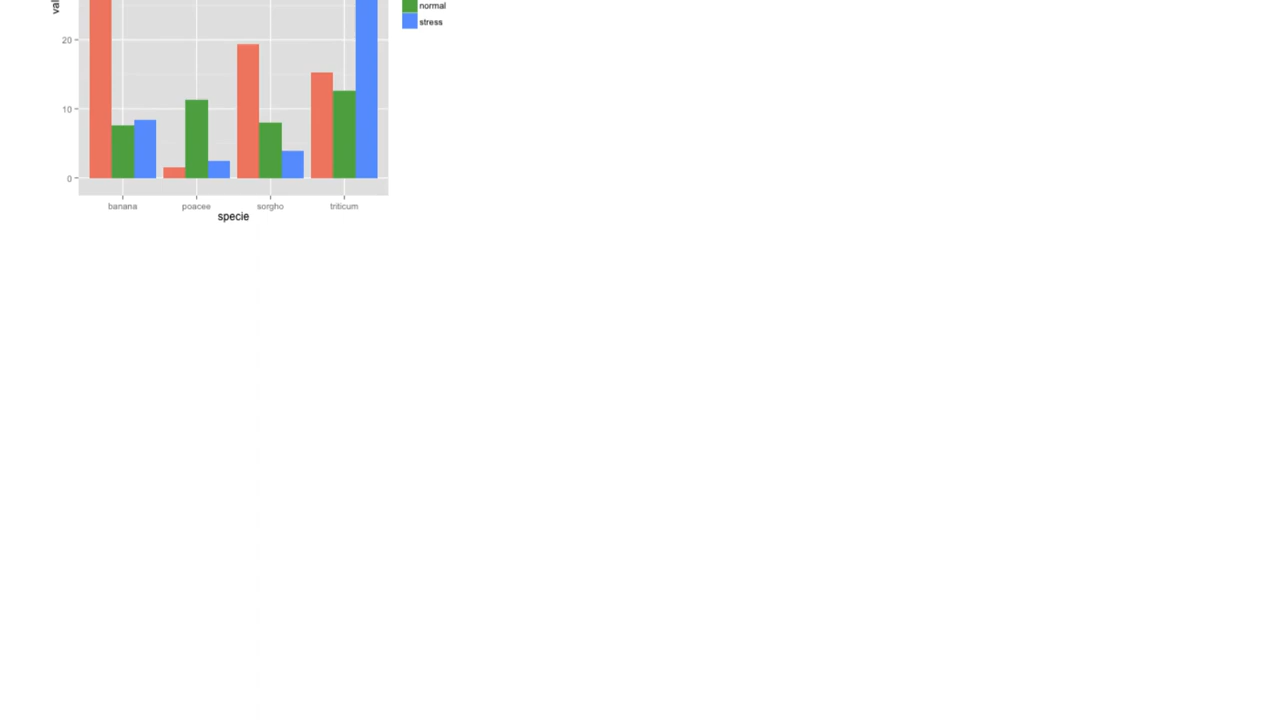 normal
stress
20
10
0
banana poacee sorgho triticum
specie